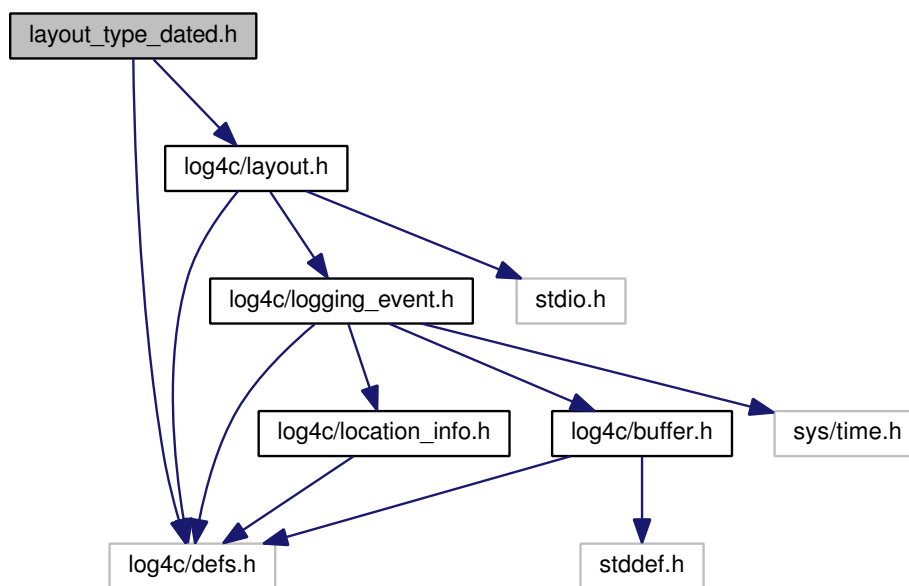 layout_type_dated.h
log4c/layout.h
log4c/logging_event.h
stdio.h
log4c/location_info.h
log4c/buffer.h
sys/time.h
log4c/defs.h
stddef.h